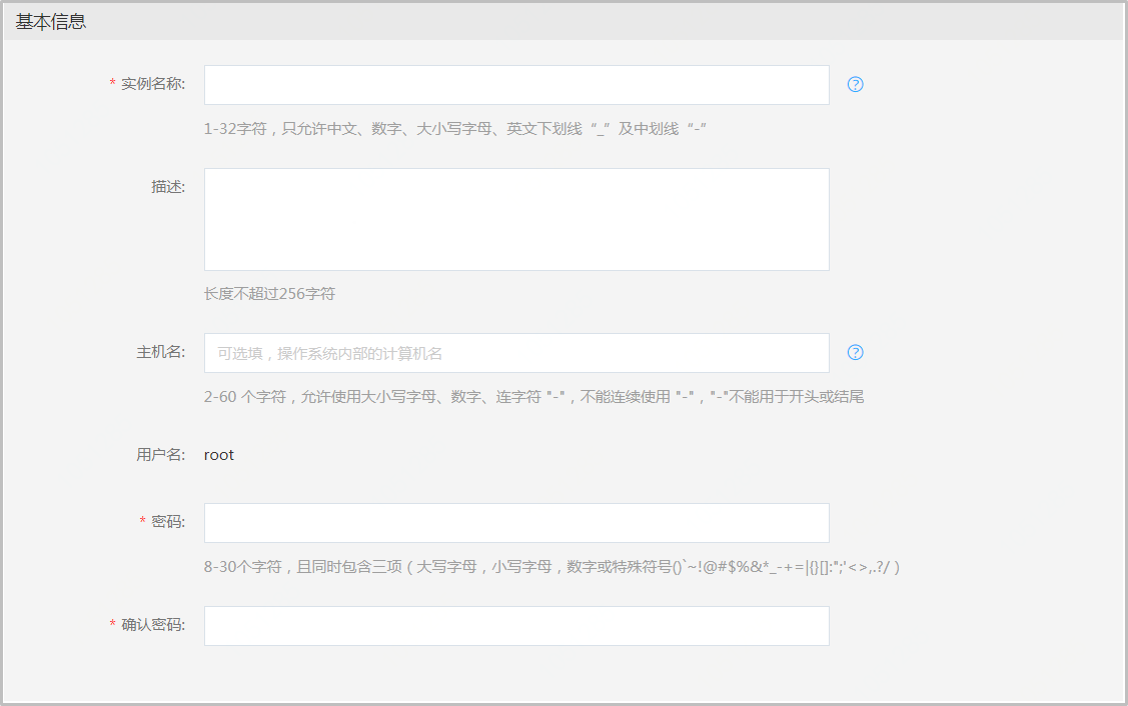 基本信息
* 实例名称:
?
1-32字符，只允许中文、数字、大小写字母、英文下划线“_”及中划线“-”
描述:
长度不超过256字符
主机名: 可选填，操作系统内部的计算机名
?
2-60 个字符，允许使用大小写字母、数字、连字符 "-"，不能连续使用 "-"，"-"不能用于开头或结尾
用户名: root
* 密码:
8-30个字符，且同时包含三项（大写字母，小写字母，数字或特殊符号()`~!@#$%&*_-+=|{}[]:";'<>,.?/ ）
* 确认密码: